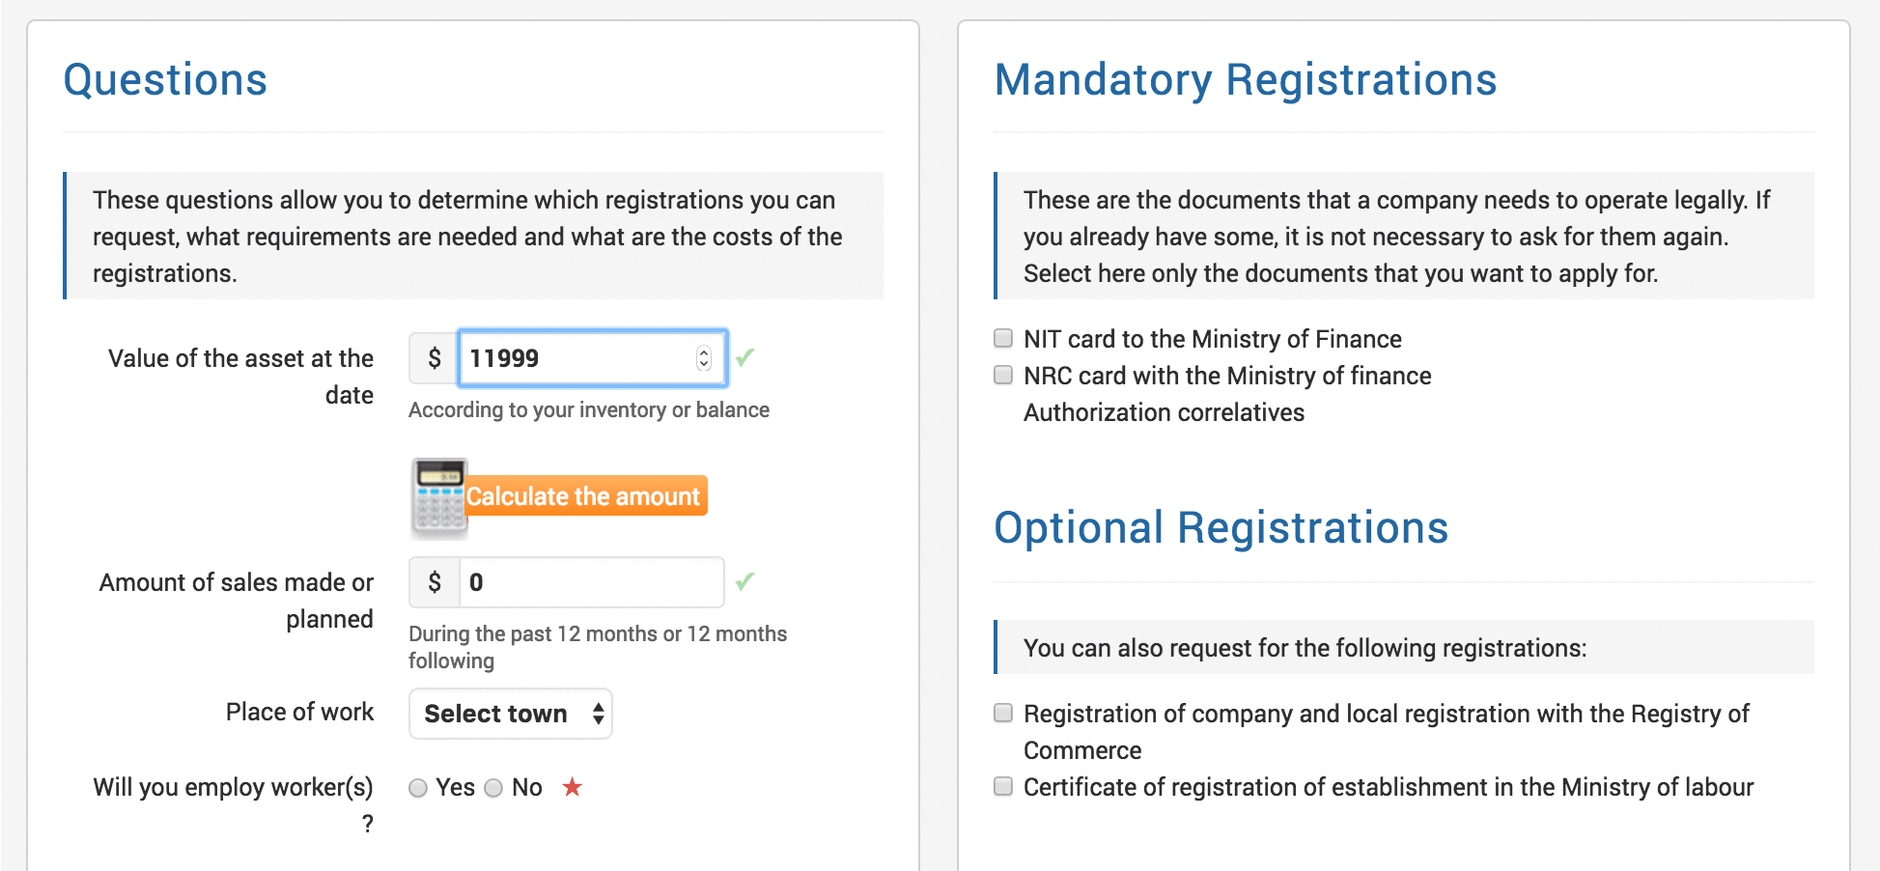 Questions
These questions allow you to determine which registrations you can
request, what requirements are needed and what are the costs of the
registrations.
Value of the asset at the
date
$ 11999
According to your inventory or balance
Calculate the amount
Amount of sales made or
planned
$ 0
During the past 12 months or 12 months
following
Place of work
Select town
Will you employ worker(s)
?
Yes No
Mandatory Registrations
These are the documents that a company needs to operate legally. If
you already have some, it is not necessary to ask for them again.
Select here only the documents that you want to apply for.
NIT card to the Ministry of Finance
NRC card with the Ministry of finance
Authorization correlatives
Optional Registrations
You can also request for the following registrations:
Registration of company and local registration with the Registry of
Commerce
Certificate of registration of establishment in the Ministry of labour